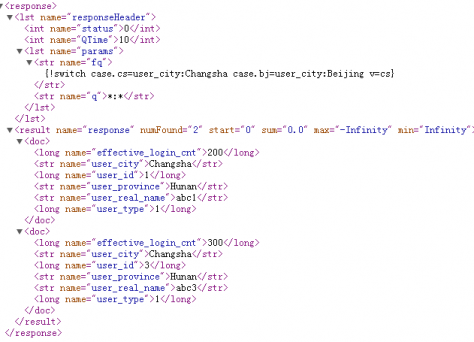 ▼<response>
▼<lst name="responseHeader">
<int name="status">0</int>
<int name="QTime">10</int>
▼<lst name="params">
▼<str name="fq">
{!switch case.cs=user_city:Changsha case.bj=user_city:Beijing v=cs}
</str>
<str name="q">*:*</str>
</lst>
</lst>
▼<result name="response" numFound="2" start="0" sum="0.0" max="-Infinity" min="Infinity">
▼<doc>
<long name="effective_login_cnt">200</long>
<str name="user_city">Changsha</str>
<long name="user_id">1</long>
<str name="user_province">Hunan</str>
<str name="user_real_name">abc1</str>
<long name="user_type">1</long>
</doc>
▼<doc>
<long name="effective_login_cnt">300</long>
<str name="user_city">Changsha</str>
<long name="user_id">3</long>
<str name="user_province">Hunan</str>
<str name="user_real_name">abc3</str>
<long name="user_type">1</long>
</doc>
</result>
</response>